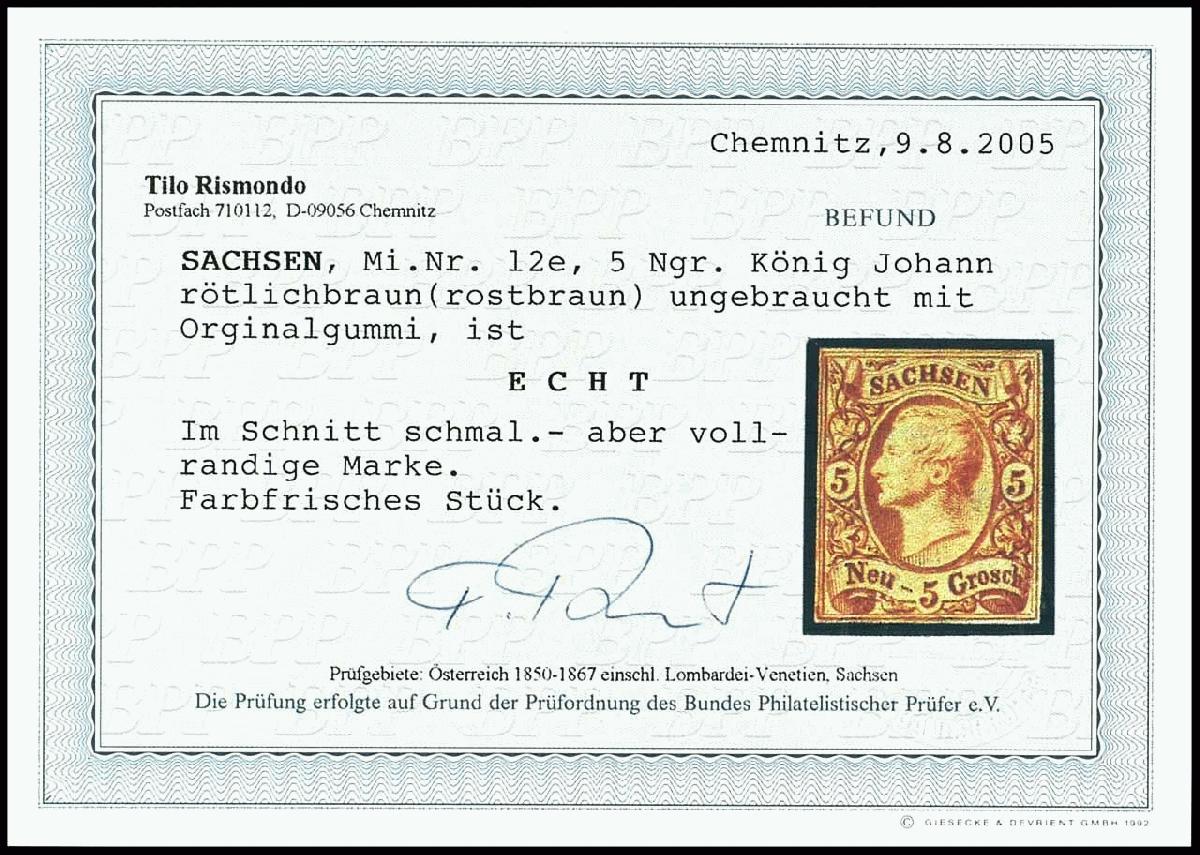 Chemnitz,9.8.2005
Tilo Rismondo
Postfach 710112, D-09056 Chemnitz
BEFUND
SACHSEN, Mi.Nr. 12e, 5 Ngr. König Johann
rötlichbraun(rostbraun) ungebraucht mit
Orginalgummi, ist
E C H T
Im Schnitt schmal.- aber voll-
randige Marke.
Farbfrisches Stück.
SACHSEN
5 5
Neu - 5 Grosch
Prüfgebiete: Österreich 1850-1867 einschl. Lombardei-Venetien, Sachsen
Die Prüfung erfolgte auf Grund der Prüfordnung des Bundes Philatelistischer Prüfer e.V.
© GIESECKE & DEVRIENT GMBH 1992